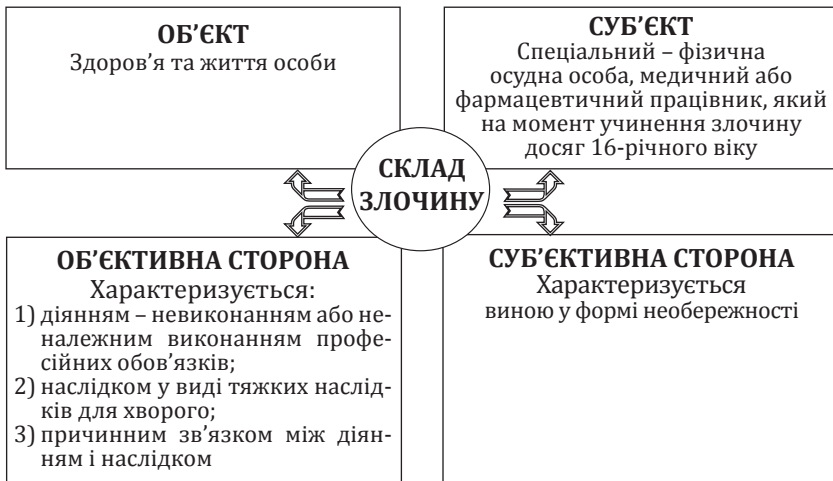 ОБ’ЄКТ
Здоров’я та життя особи
СУБ’ЄКТ
Спеціальний – фізична
осудна особа, медичний або
фармацевтичний працівник, який
на момент учинення злочину
досяг 16-річного віку
СКЛАД
ЗЛОЧИНУ
ОБ’ЄКТИВНА СТОРОНА
Характеризується:
1) діянням – невиконанням або не-
неналежним виконанням профе-
сійних обов’язків;
2) наслідком у виді тяжких наслід-
ків для хворого;
3) причинним зв’язком між діян-
ням і наслідком
СУБ’ЄКТИВНА СТОРОНА
Характеризується
виною у формі необережності